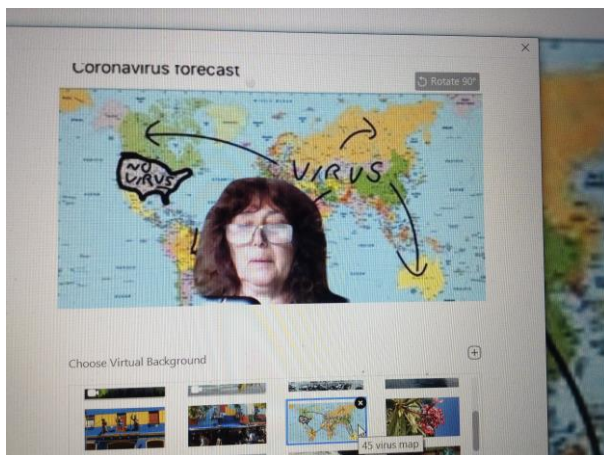 Coronavirus forecast
Rotate 90°
VIRUS
NO
VIRUS
Choose Virtual Background
45 virus map